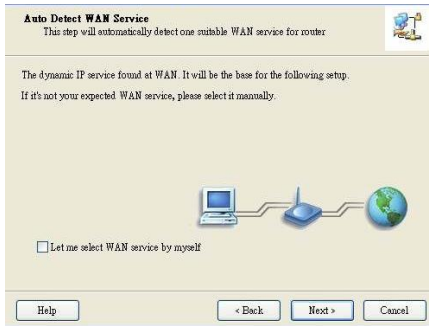 Auto Detect WAN Service
This step will automatically detect one suitable WAN service for router
The dynamic IP service found at WAN. It will be the base for the following setup.
If it's not your expected WAN service, please select it manually.
Let me select WAN service by myself
Help
< Back
Next >
Cancel